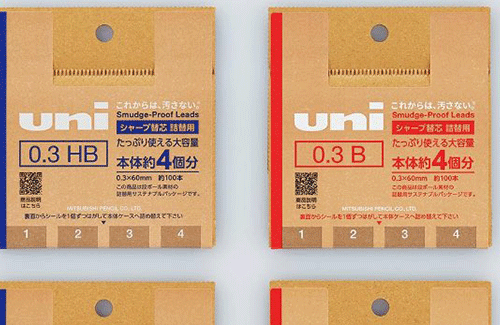 uni
これからは、汚さない。
Smudge-Proof Leads
シャープ替芯 詰替用
たっぷり使える大容量
本体約4個分
0.3 HB
0.3×60mm 約100本
この商品は段ボール素材の
詰替用サステナブルパッケージです。
商品説明
はこちら
MITSUBISHI PENCIL CO., LTD.
裏面からシールを1個ずつはがして本体ケースへ詰め替えて下さい
▼
1 2 3 4
uni
これからは、汚さない。
Smudge-Proof Leads
シャープ替芯 詰替用
たっぷり使える大容量
本体約4個分
0.3 B
0.3×60mm 約100本
この商品は段ボール素材の
詰替用サステナブルパッケージです。
商品説明
はこちら
MITSUBISHI PENCIL CO., LTD.
裏面からシールを1個ずつはがして本体ケースへ詰め替えて下さい
▼
1 2 3 4